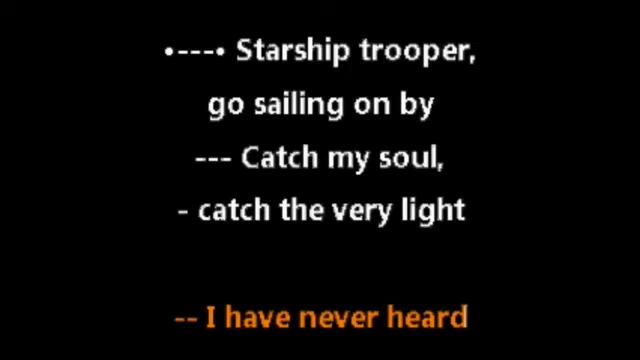 •---• Starship trooper,
go sailing on by
--- Catch my soul,
- catch the very light
-- I have never heard